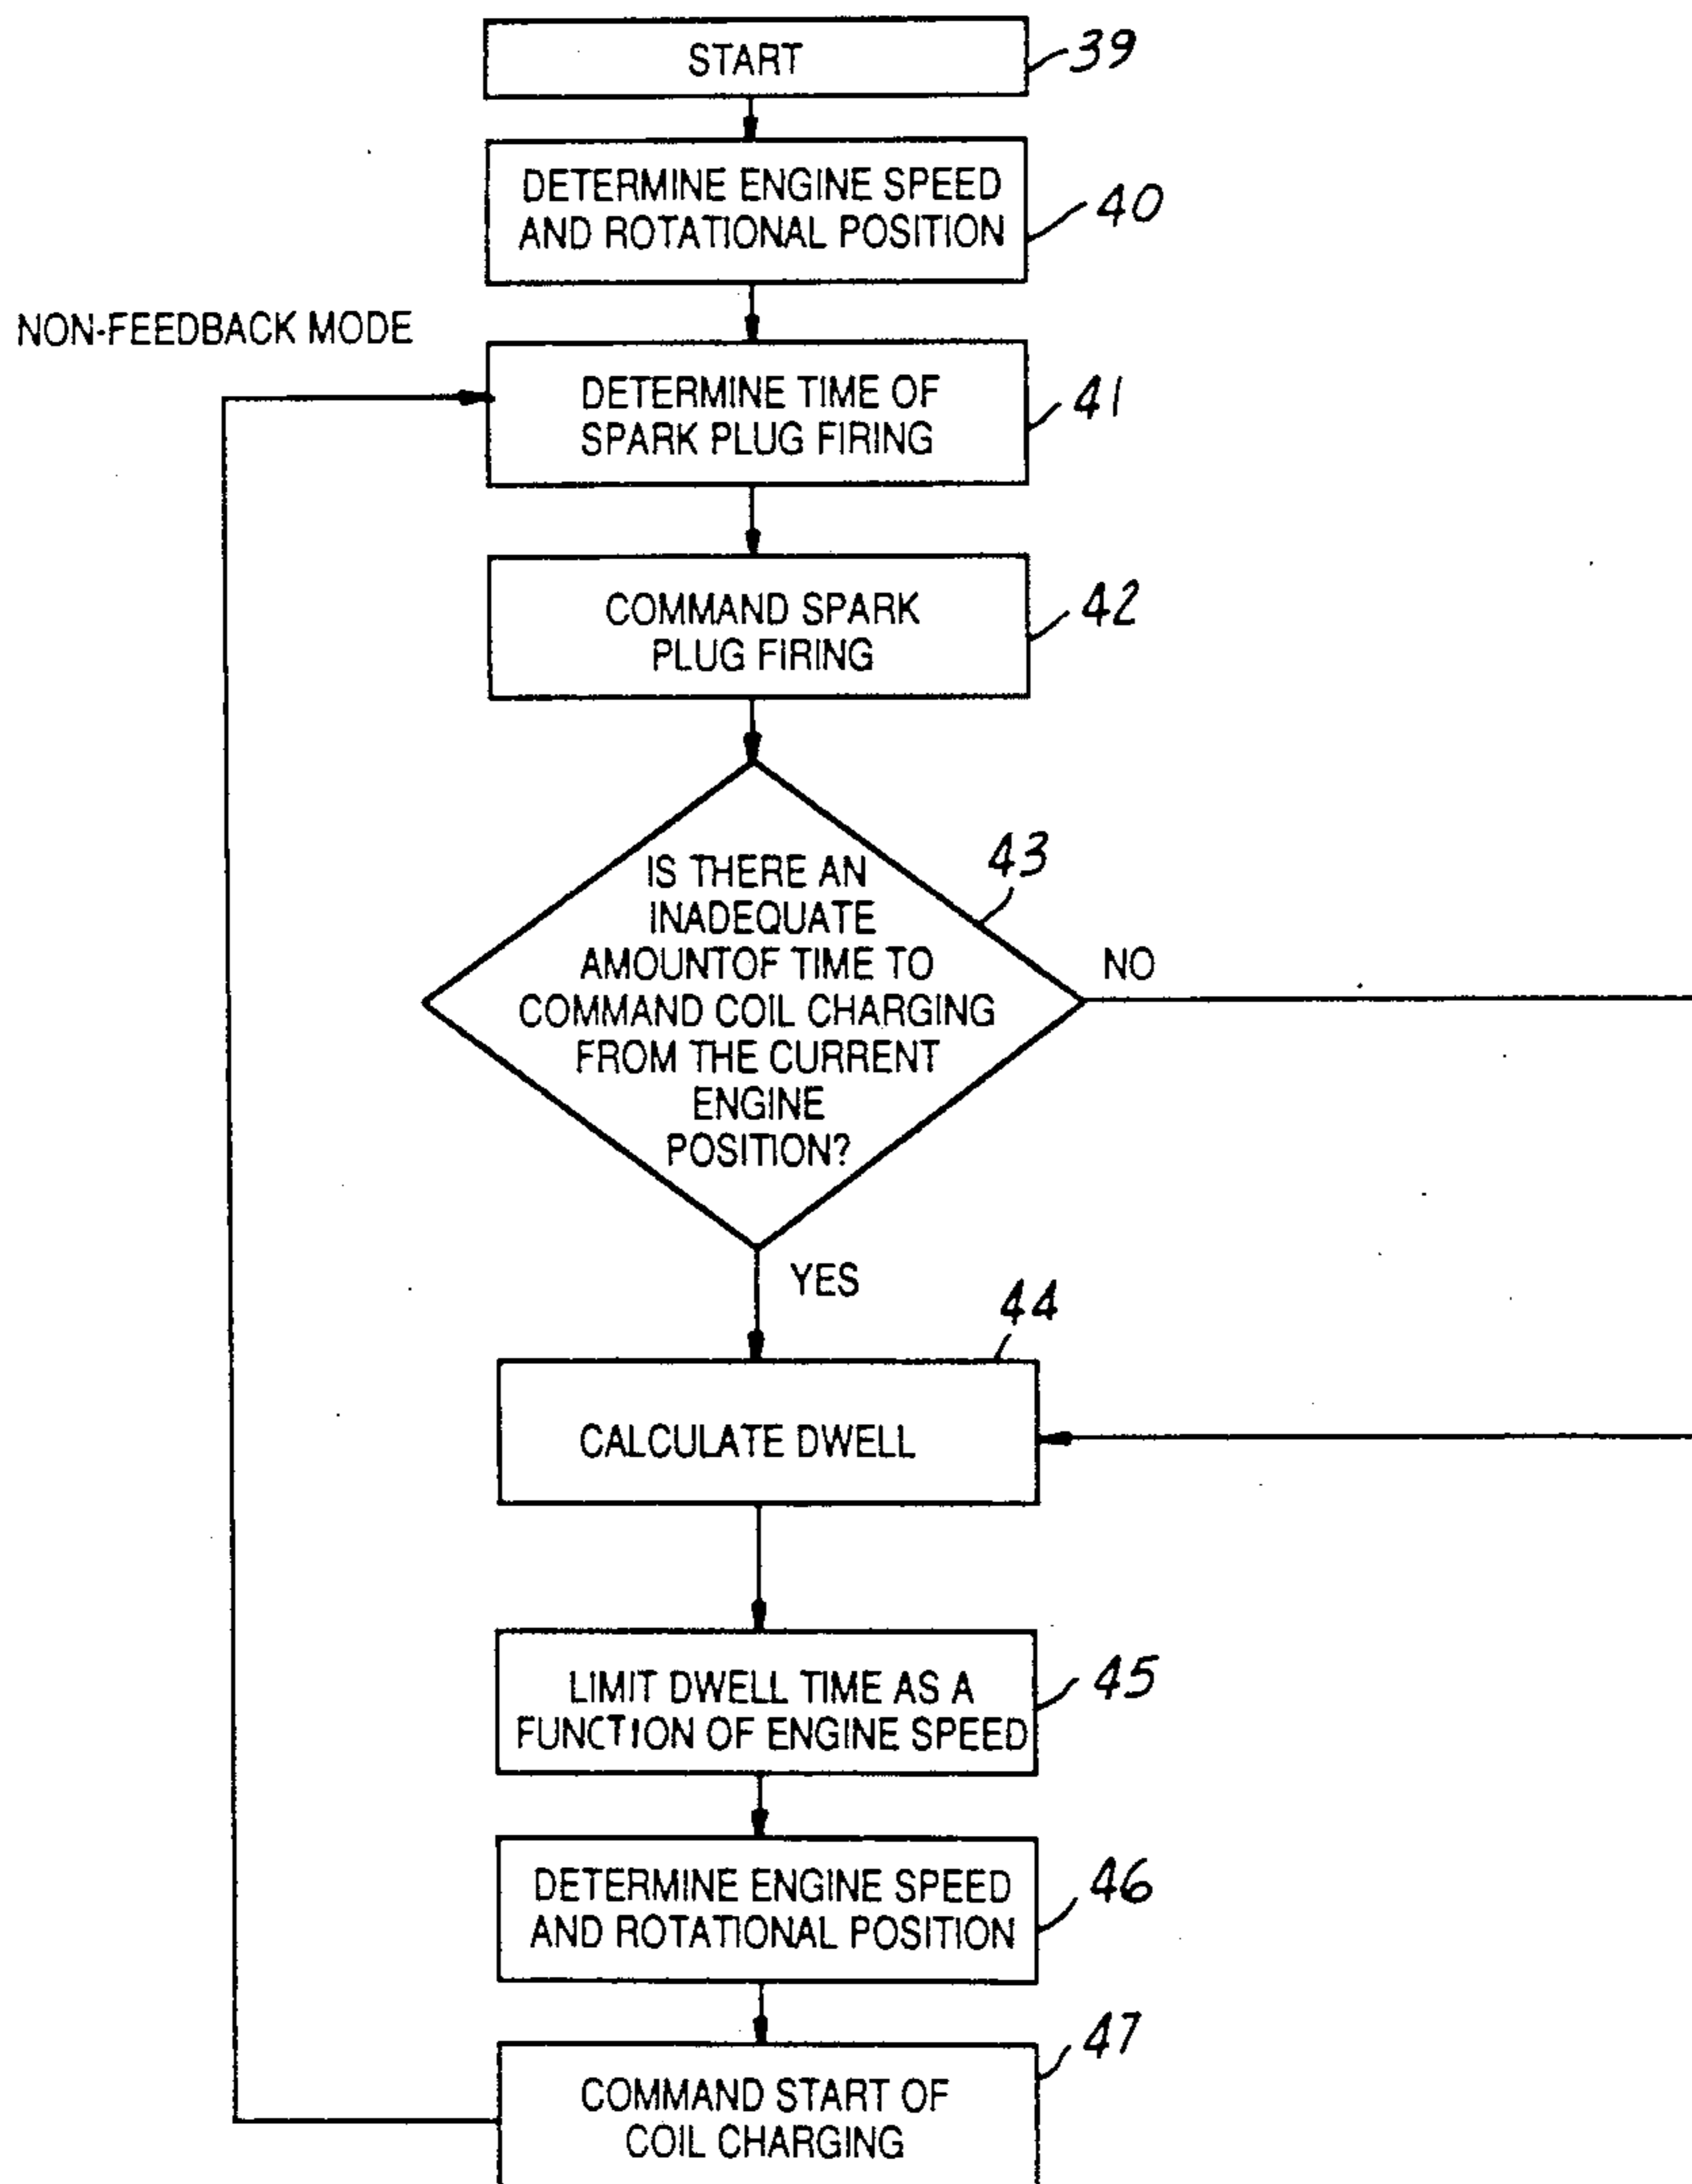 START
39
DETERMINE ENGINE SPEED
AND ROTATIONAL POSITION
40
NON-FEEDBACK MODE
DETERMINE TIME OF
SPARK PLUG FIRING
41
COMMAND SPARK
PLUG FIRING
42
43
IS THERE AN
INADEQUATE
AMOUNTOF TIME TO
COMMAND COIL CHARGING
FROM THE CURRENT
ENGINE
POSITION?
NO
YES
44
CALCULATE DWELL
LIMIT DWELL TIME AS A
FUNCTION OF ENGINE SPEED
45
DETERMINE ENGINE SPEED
AND ROTATIONAL POSITION
46
COMMAND START OF
COIL CHARGING
47